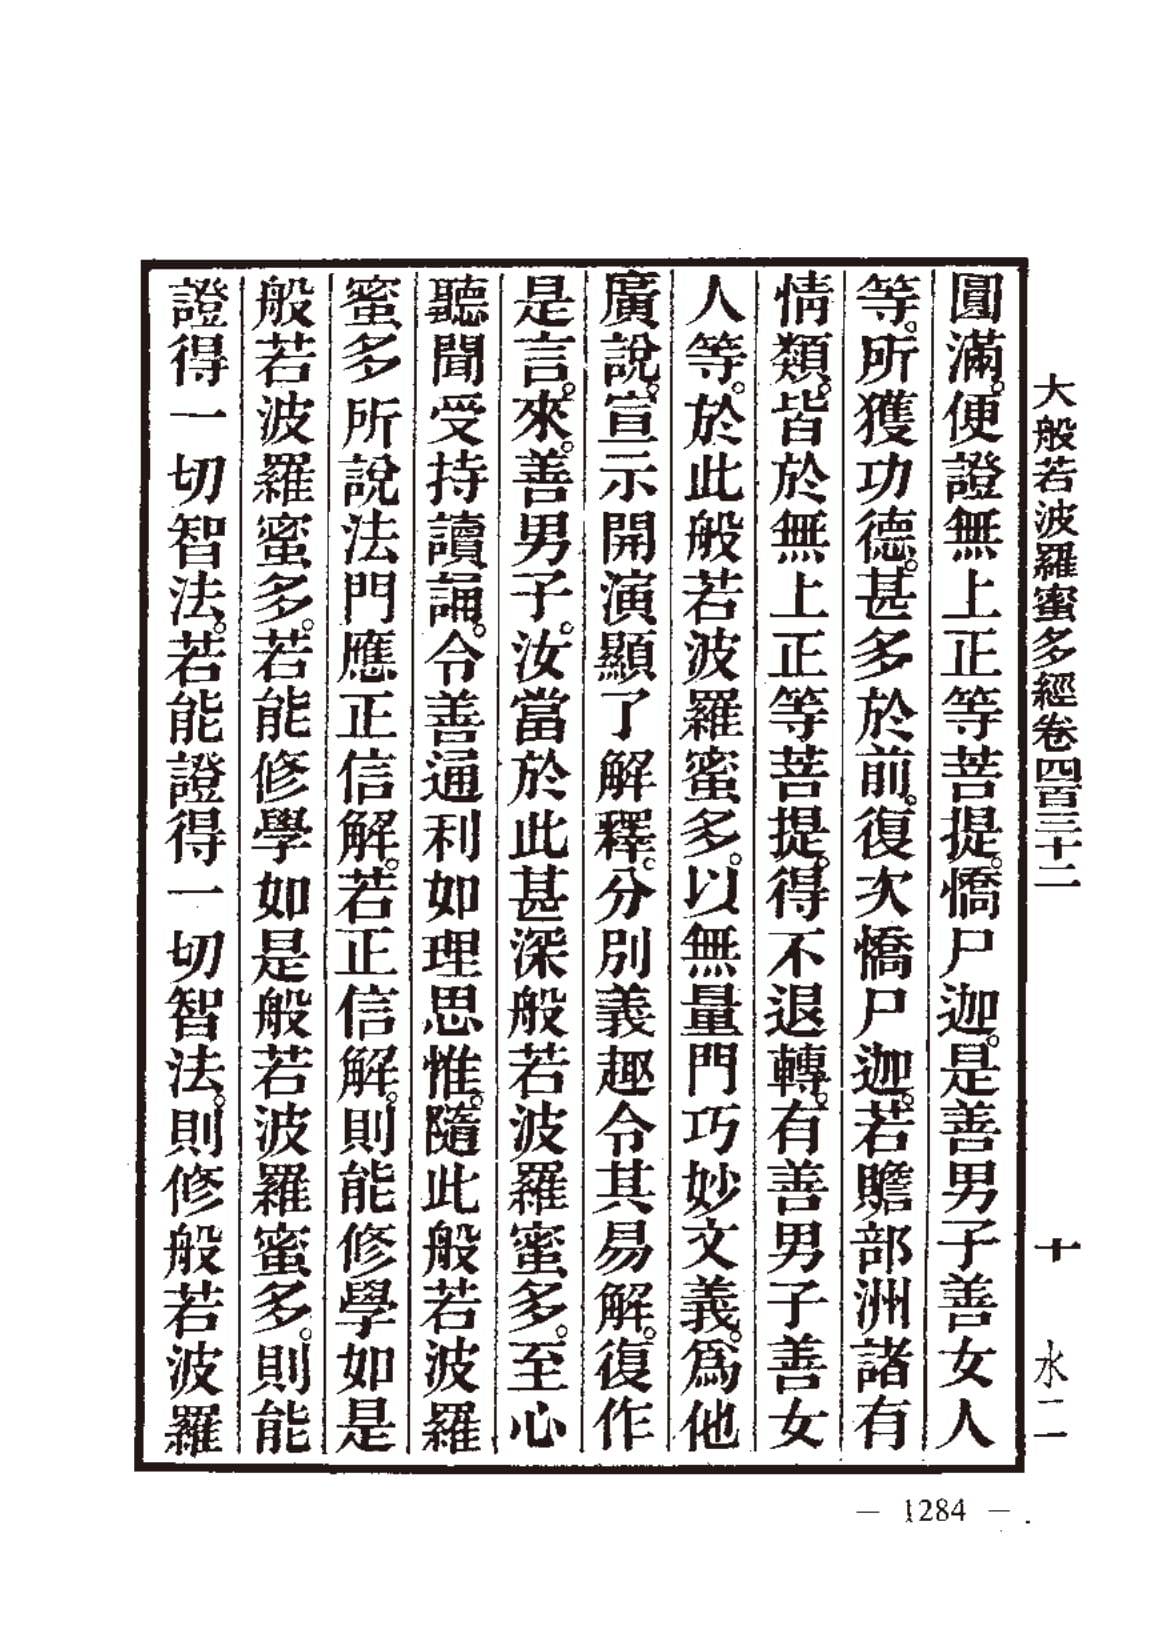 大般若波羅蜜多經卷四百三十二 十 水二
圓滿。便證無上正等菩提。憍尸迦。是善男子善女人
等。所獲功德。甚多於前。復次憍尸迦。若贍部洲諸有
情類。皆於無上正等菩提。得不退轉。有善男子善女
人等。於此般若波羅蜜多。以無量門巧妙文義。爲他
廣說。宣示開演顯了解釋。分別義趣令其易解。復作
是言。來。善男子。汝當於此甚深般若波羅蜜多。至心
聽聞受持讀誦。令善通利如理思惟。隨此般若波羅
蜜多所說法門應正信解。若正信解。則能修學如是
般若波羅蜜多。若能修學如是般若波羅蜜多。則能
證得一切智法。若能證得一切智法。則修般若波羅
— 1284 —